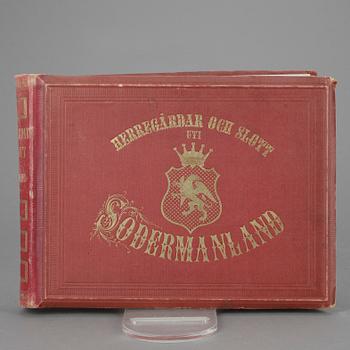 HERREGÅRDAR OCH SLOTT
UTI
SÖDERMANLAND